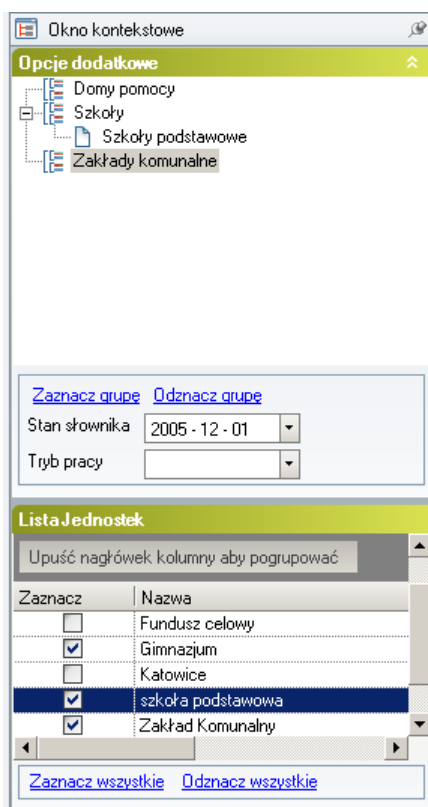 Okno kontekstowe
Opcje dodatkowe
Domy pomocy
Szkoły
Szkoły podstawowe
Zakłady komunalne
Zaznacz grupę Odznacz grupę
Stan słownika 2005 - 12 - 01
Tryb pracy
Lista Jednostek
Upuść nagłówek kolumny aby pogrupować
Zaznacz Nazwa
Fundusz celowy
Gimnazjum
Katowice
szkoła podstawowa
Zakład Komunalny
Zaznacz wszystkie Odznacz wszystkie